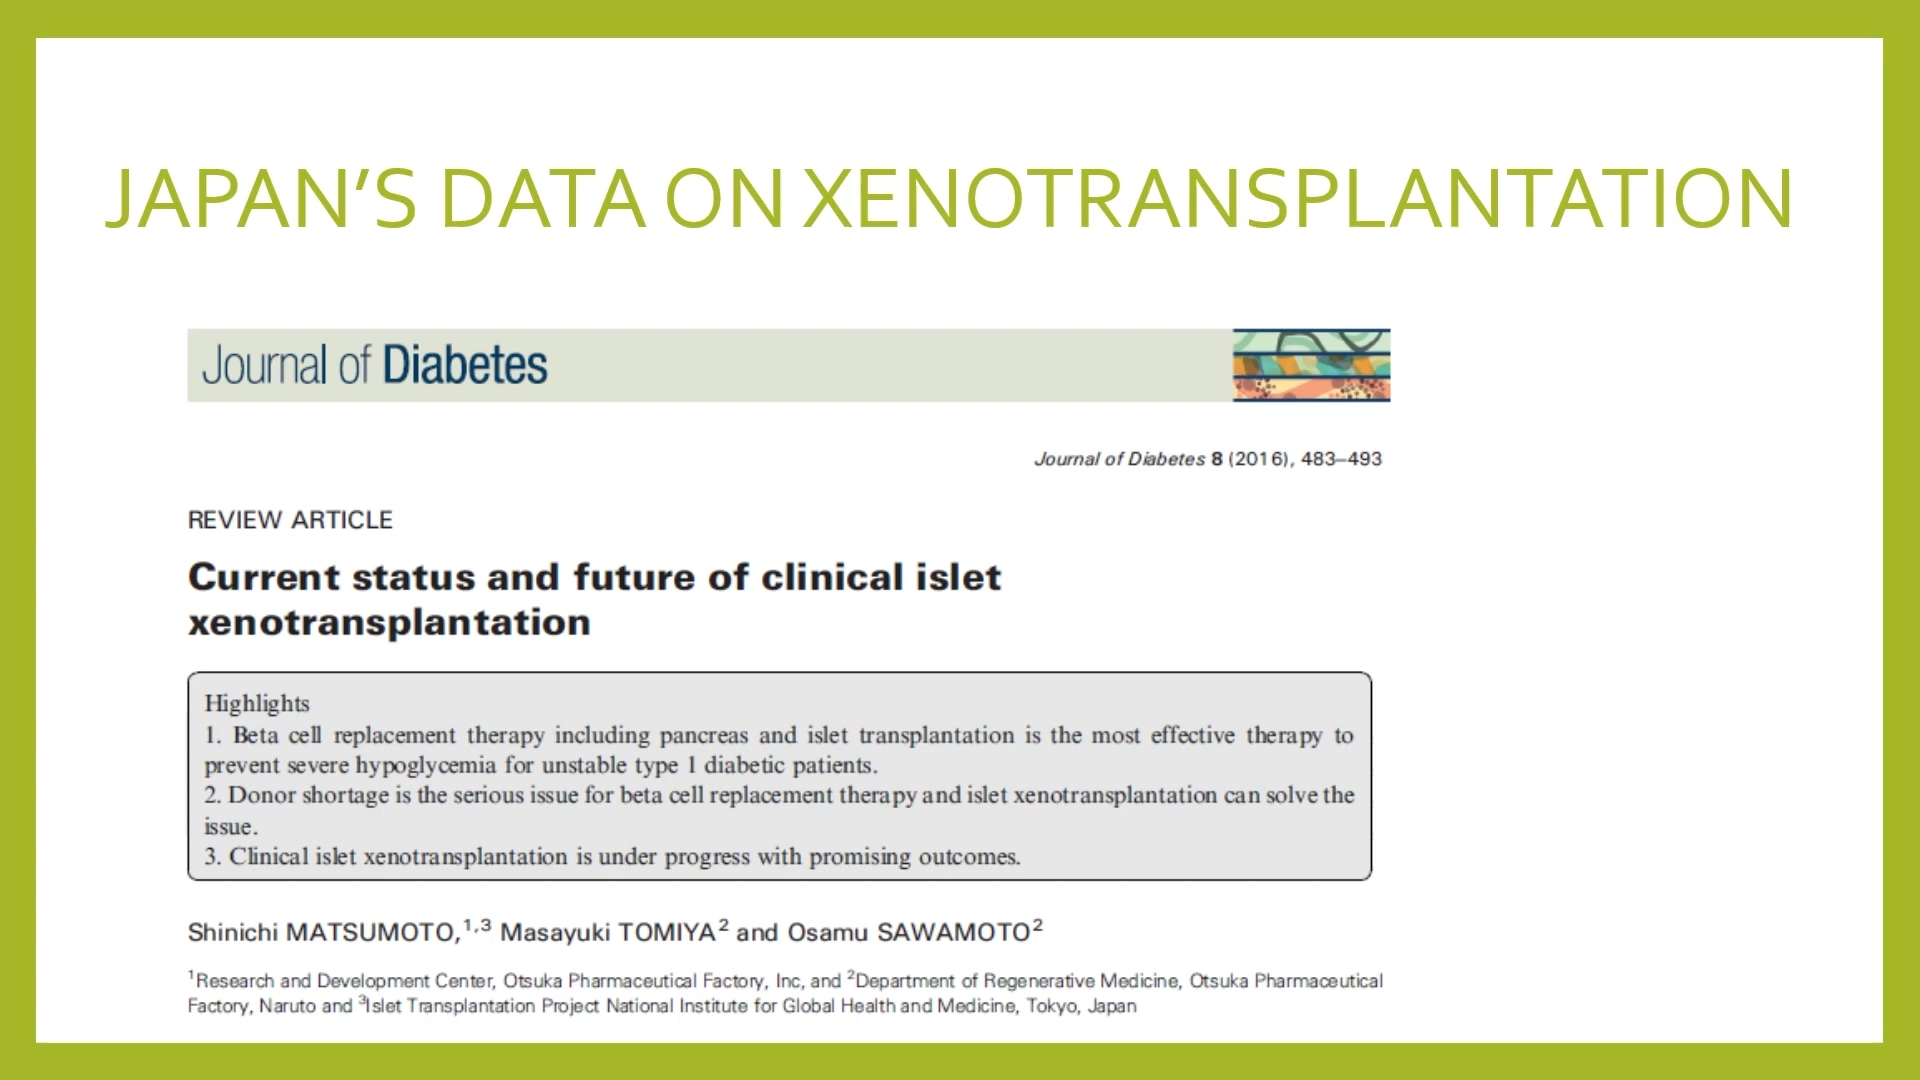 JAPAN’S DATA ON XENOTRANSPLANTATION
Journal of Diabetes
Journal of Diabetes 8 (2016), 483–493
REVIEW ARTICLE
Current status and future of clinical islet
xenotransplantation
Highlights
1. Beta cell replacement therapy including pancreas and islet transplantation is the most effective therapy to
prevent severe hypoglycemia for unstable type 1 diabetic patients.
2. Donor shortage is the serious issue for beta cell replacement therapy and islet xenotransplantation can solve the
issue.
3. Clinical islet xenotransplantation is under progress with promising outcomes.
Shinichi MATSUMOTO,1,3 Masayuki TOMIYA2 and Osamu SAWAMOTO2
1Research and Development Center, Otsuka Pharmaceutical Factory, Inc, and 2Department of Regenerative Medicine, Otsuka Pharmaceutical
Factory, Naruto and 3Islet Transplantation Project National Institute for Global Health and Medicine, Tokyo, Japan